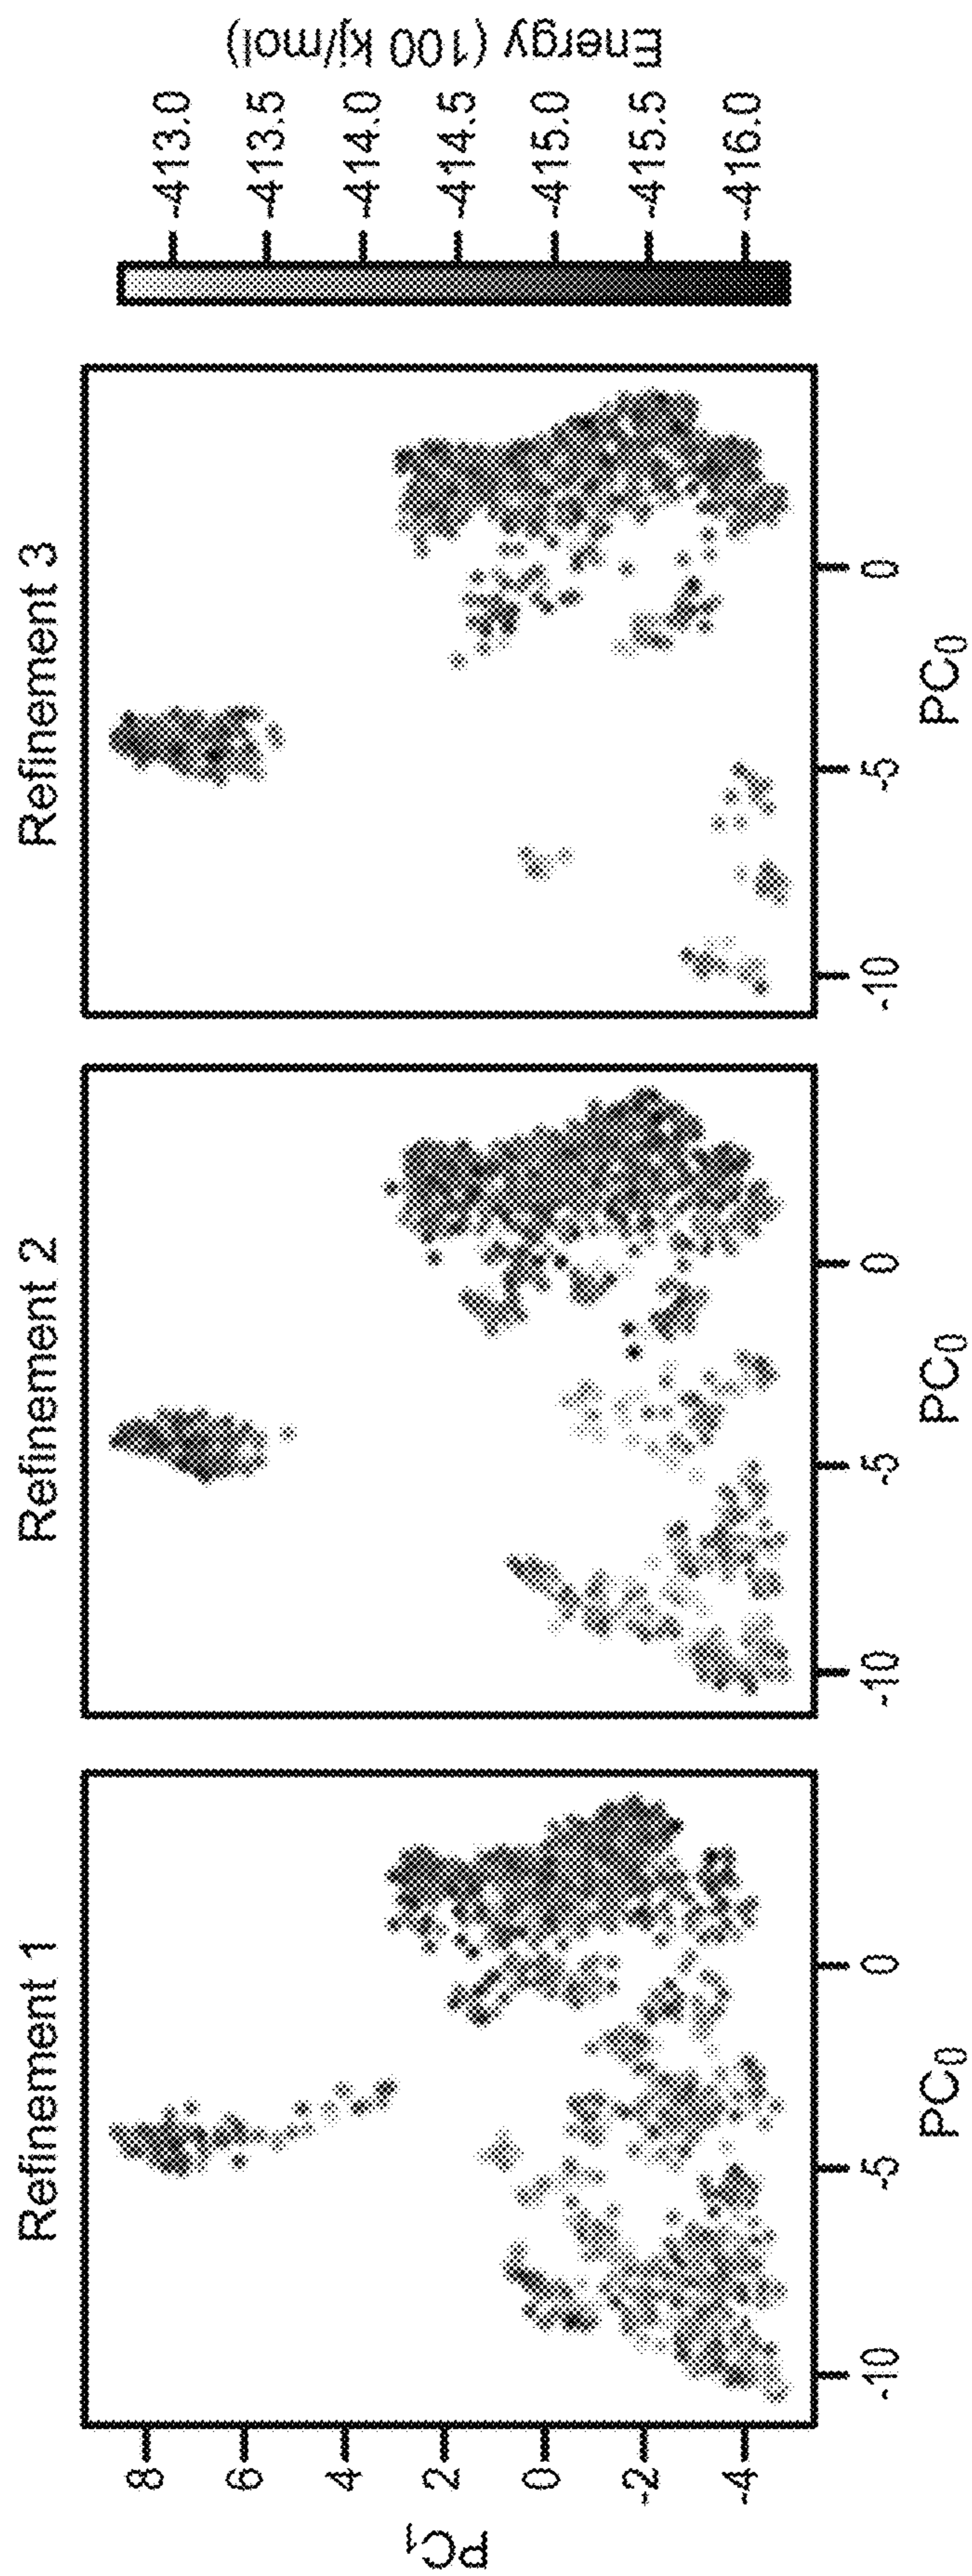 Refinement 1
Refinement 2
Refinement 3
PC1
8
6
4
2
0
-2
-4
-10
-5
0
PC0
-10
-5
0
PC0
-10
-5
0
PC0
-413.0
-413.5
-414.0
-414.5
-415.0
-415.5
-416.0
Energy (100 kj/mol)